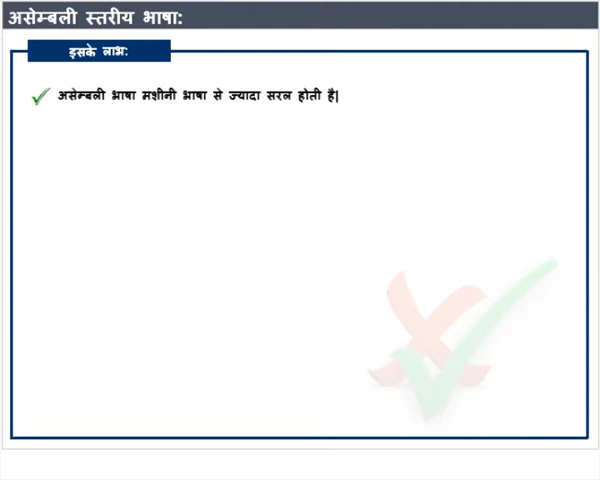 असेम्बली स्तरीय भाषा:
इसके लाभ:
असेम्बली भाषा मशीनी भाषा से ज्यादा सरल होती है|